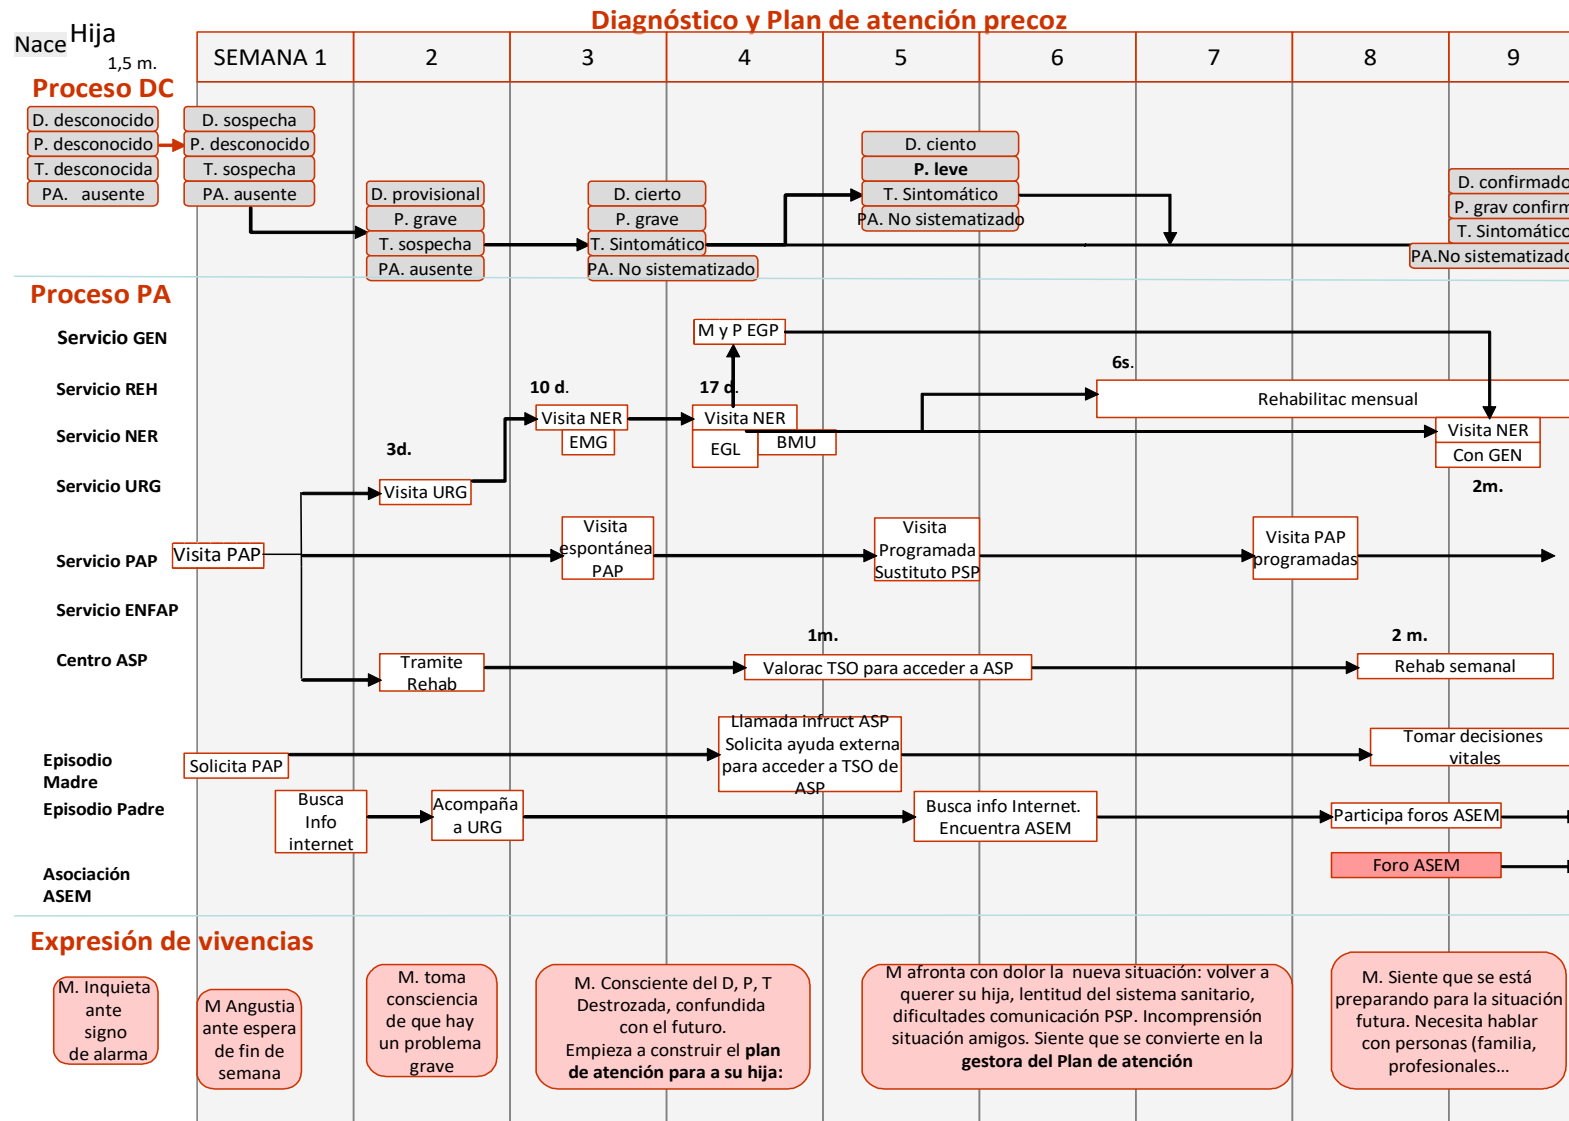 Diagnóstico y Plan de atención precoz
Nace
Hija
1,5 m.
SEMANA 1
2
3
4
5
6
7
8
9
Proceso DC
D. desconocido
P. desconocido
T. desconocida
PA. ausente
D. sospecha
P. desconocido
T. sospecha
PA. ausente
D. provisional
P. grave
T. sospecha
PA. ausente
D. cierto
P. grave
T. Sintomático
PA. No sistematizado
D. ciento
P. leve
T. Sintomático
PA. No sistematizado
D. confirmado
P. grav confirm
T. Sintomático
PA.No sistematizado
Proceso PA
Servicio GEN
M y P EGP
Servicio REH
10 d.
17 d.
6s.
Rehabilitac mensual
Servicio NER
Visita NER
EMG
Visita NER
EGL
BMU
Visita NER
Con GEN
2m.
Servicio URG
3d.
Visita URG
Servicio PAP
Visita PAP
Visita
espontánea
PAP
Visita
Programada
Sustituto PSP
Visita PAP
programadas
Servicio ENFAP
Centro ASP
Tramite
Rehab
1m.
Valorac TSO para acceder a ASP
2 m.
Rehab semanal
Episodio
Madre
Solicita PAP
Llamada infruct ASP
Solicita ayuda externa
para acceder a TSO de
ASP
Tomar decisiones
vitales
Episodio Padre
Busca
Info
internet
Acompaña
a URG
Busca info Internet.
Encuentra ASEM
Participa foros ASEM
Asociación
ASEM
Foro ASEM
Expresión de vivencias
M. Inquieta
ante
signo
de alarma
M Angustia
ante espera
de fin de
semana
M. toma
consciencia
de que hay
un problema
grave
M. Consciente del D, P, T
Destrozada, confundida
con el futuro.
Empieza a construir el plan
de atención para a su hija:
M afronta con dolor la nueva situación: volver a
querer su hija, lentitud del sistema sanitario,
dificultades comunicación PSP. Incomprensión
situación amigos. Siente que se convierte en la
gestora del Plan de atención
M. Siente que se está
preparando para la situación
futura. Necesita hablar
con personas (familia,
profesionales...